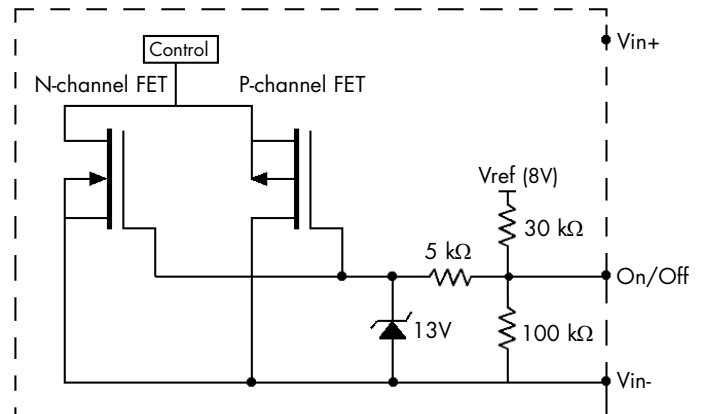 Control
Vin+
N-channel FET
P-channel FET
Vref (8V)
30 kΩ
5 kΩ
On/Off
13V
100 kΩ
Vin-